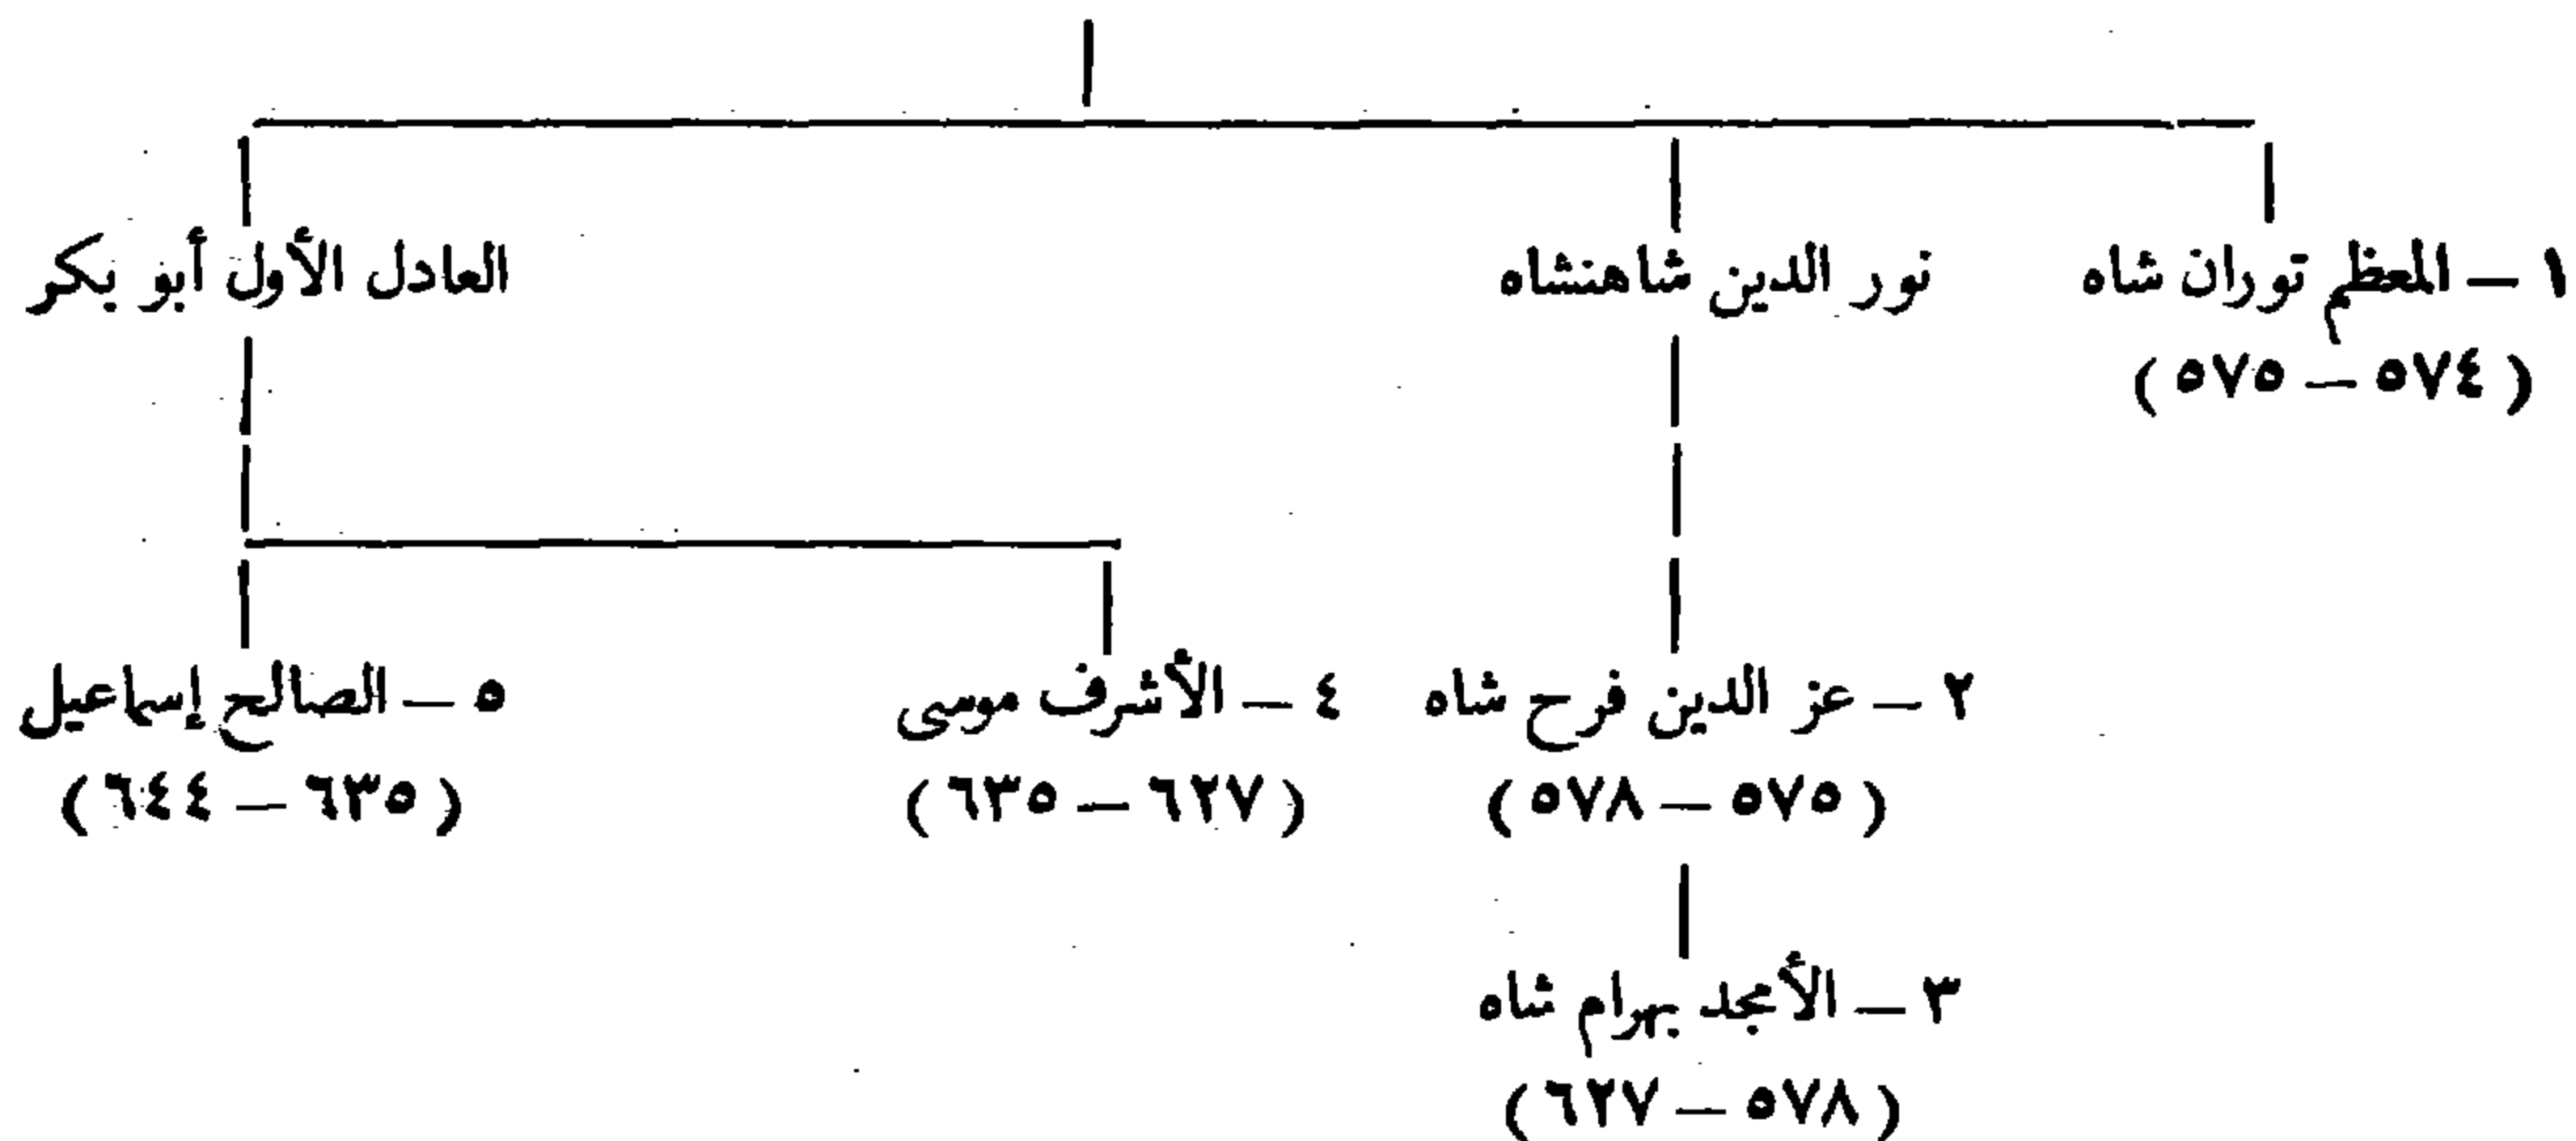 ١ – المعظم توران شاه نور الدين شاهنشاه العادل الأول أبو بكر
(٥٧٤ – ٥٧٥)
٢ – عز الدين فرح شاه ٤ – الأشرف موسى ٥ – الصالح إسماعيل
(٥٧٥ – ٥٧٨) (٦٢٧ – ٦٣٥) (٦٣٥ – ٦٤٤)
٣ – الأمجد بهرام شاه
(٥٧٨ – ٦٢٧)